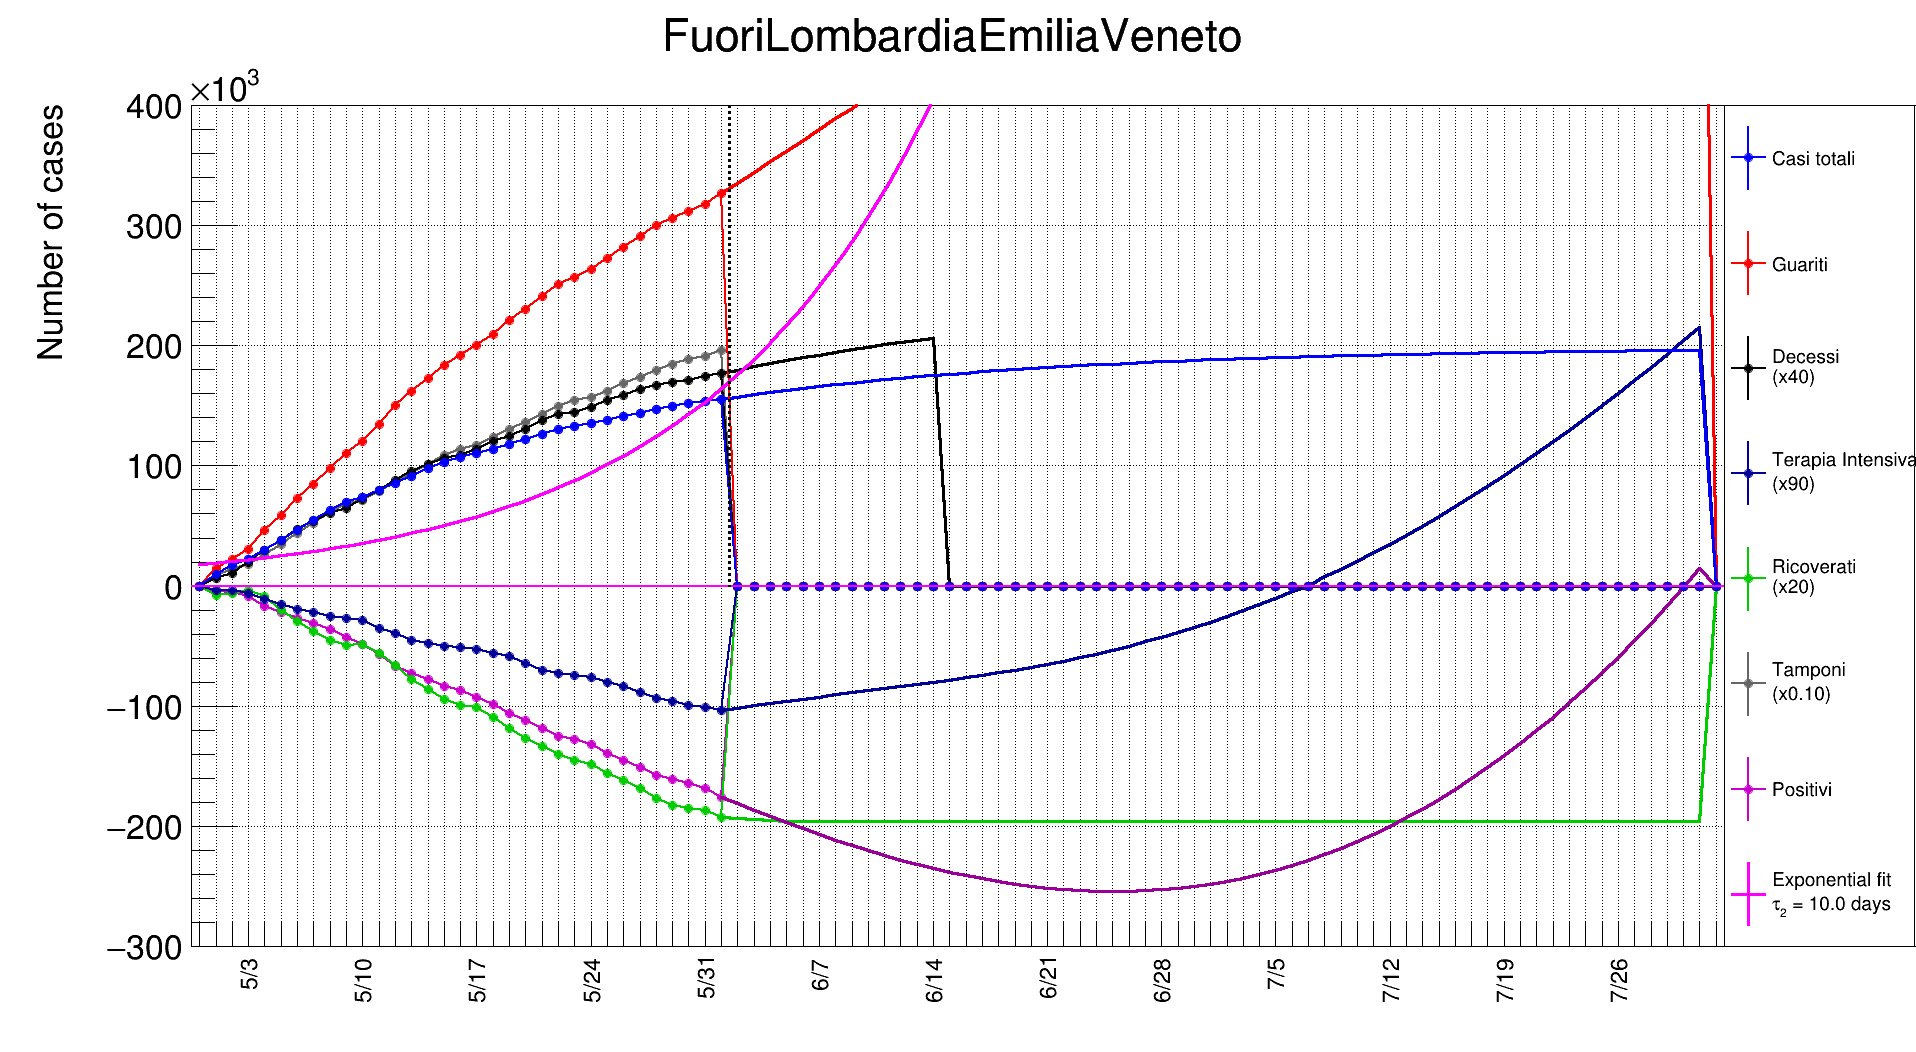 FuoriLombardiaEmiliaVeneto
×10³
Number of cases
400
300
200
100
0
−100
−200
−300
5/3
5/10
5/17
5/24
5/31
6/7
6/14
6/21
6/28
7/5
7/12
7/19
7/26
Casi totali
Guariti
Decessi
(x40)
Terapia Intensiva
(x90)
Ricoverati
(x20)
Tamponi
(x0.10)
Positivi
Exponential fit
τ₂ = 10.0 days